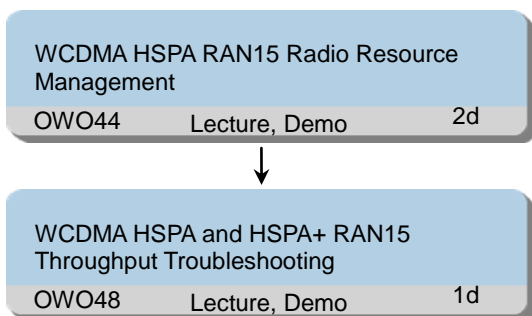 WCDMA HSPA RAN15 Radio Resource
Management
OWO44 Lecture, Demo 2d
WCDMA HSPA and HSPA+ RAN15
Throughput Troubleshooting
OWO48 Lecture, Demo 1d